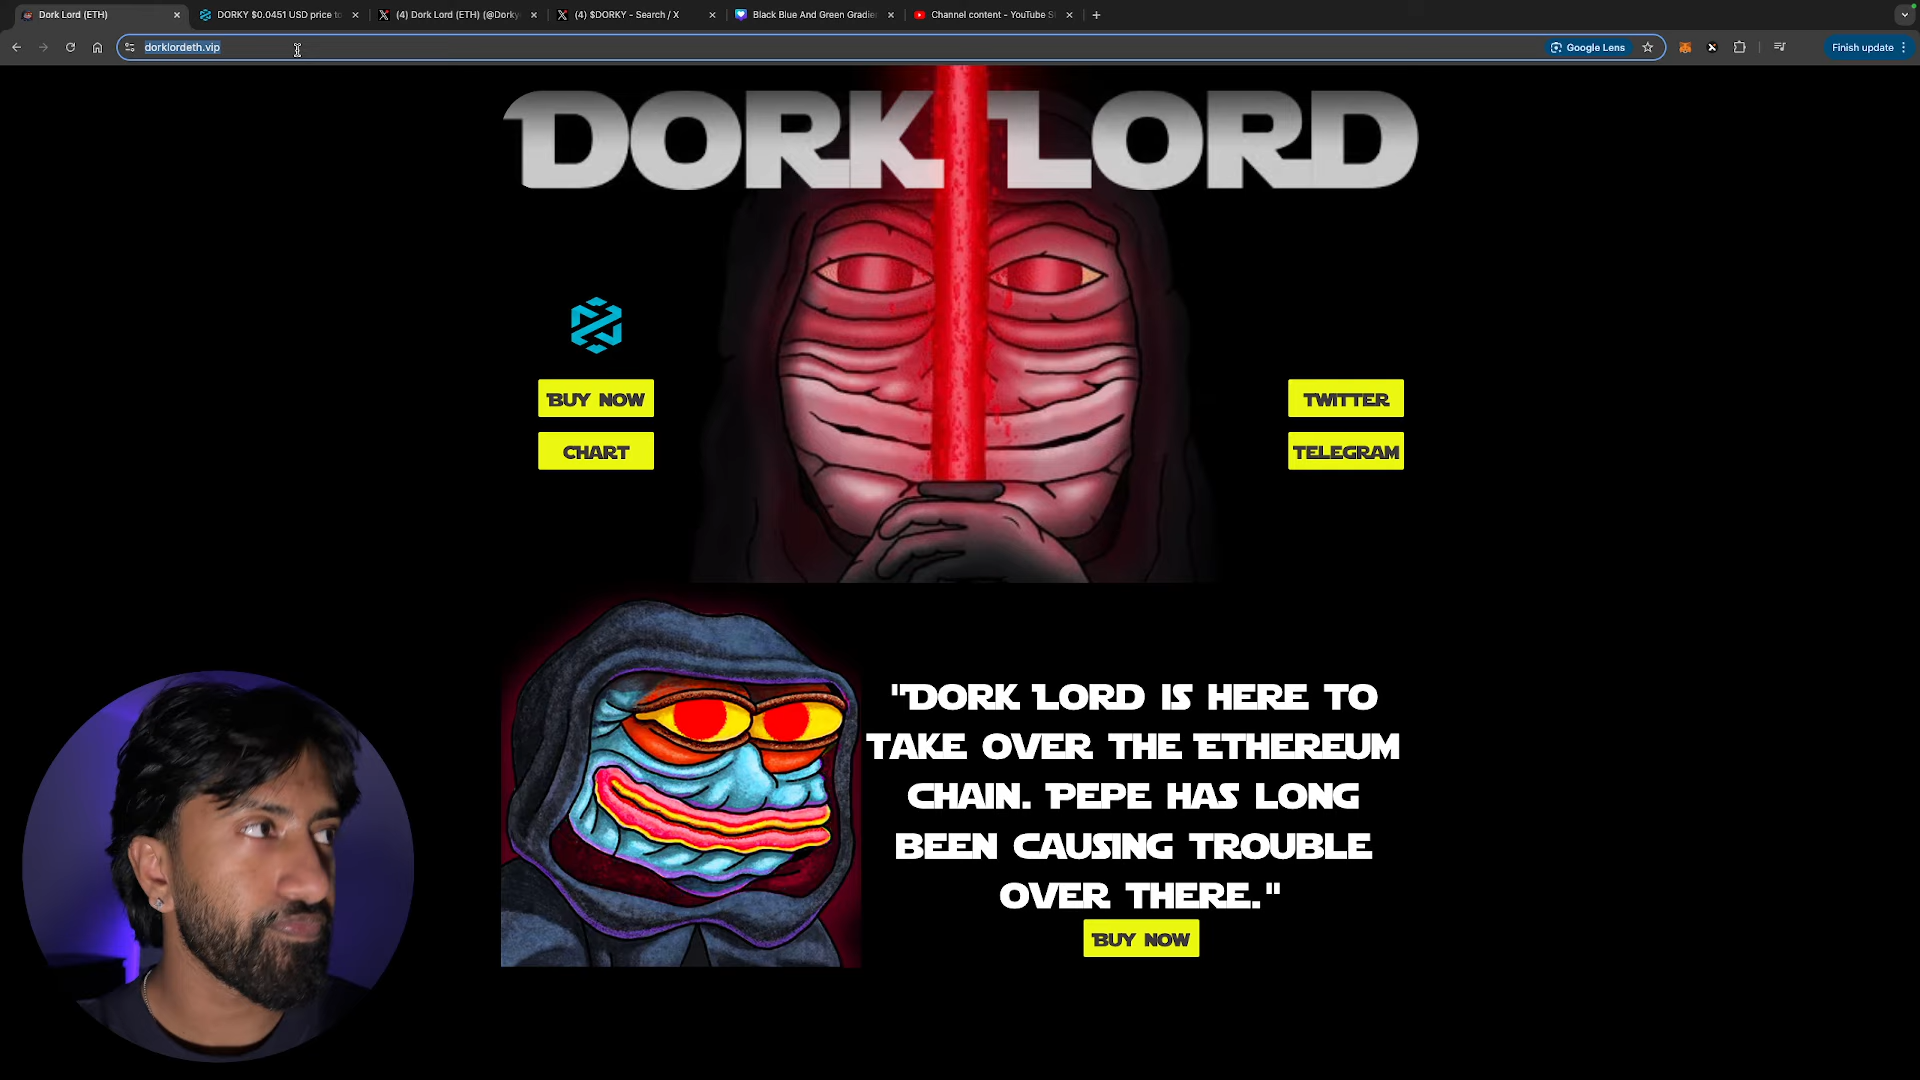 Dork Lord (ETH)
DORKY $0.0451 USD price to
(4) Dork Lord (ETH) (@Dorky
(4) $DORKY - Search / X
Black Blue And Green Gradie
Channel content - YouTube S
dorklordeth.vip
Google Lens
Finish update
DORK LORD
BUY NOW
CHART
TWITTER
TELEGRAM
"DORK LORD IS HERE TO
TAKE OVER THE ETHEREUM
CHAIN. PEPE HAS LONG
BEEN CAUSING TROUBLE
OVER THERE."
BUY NOW